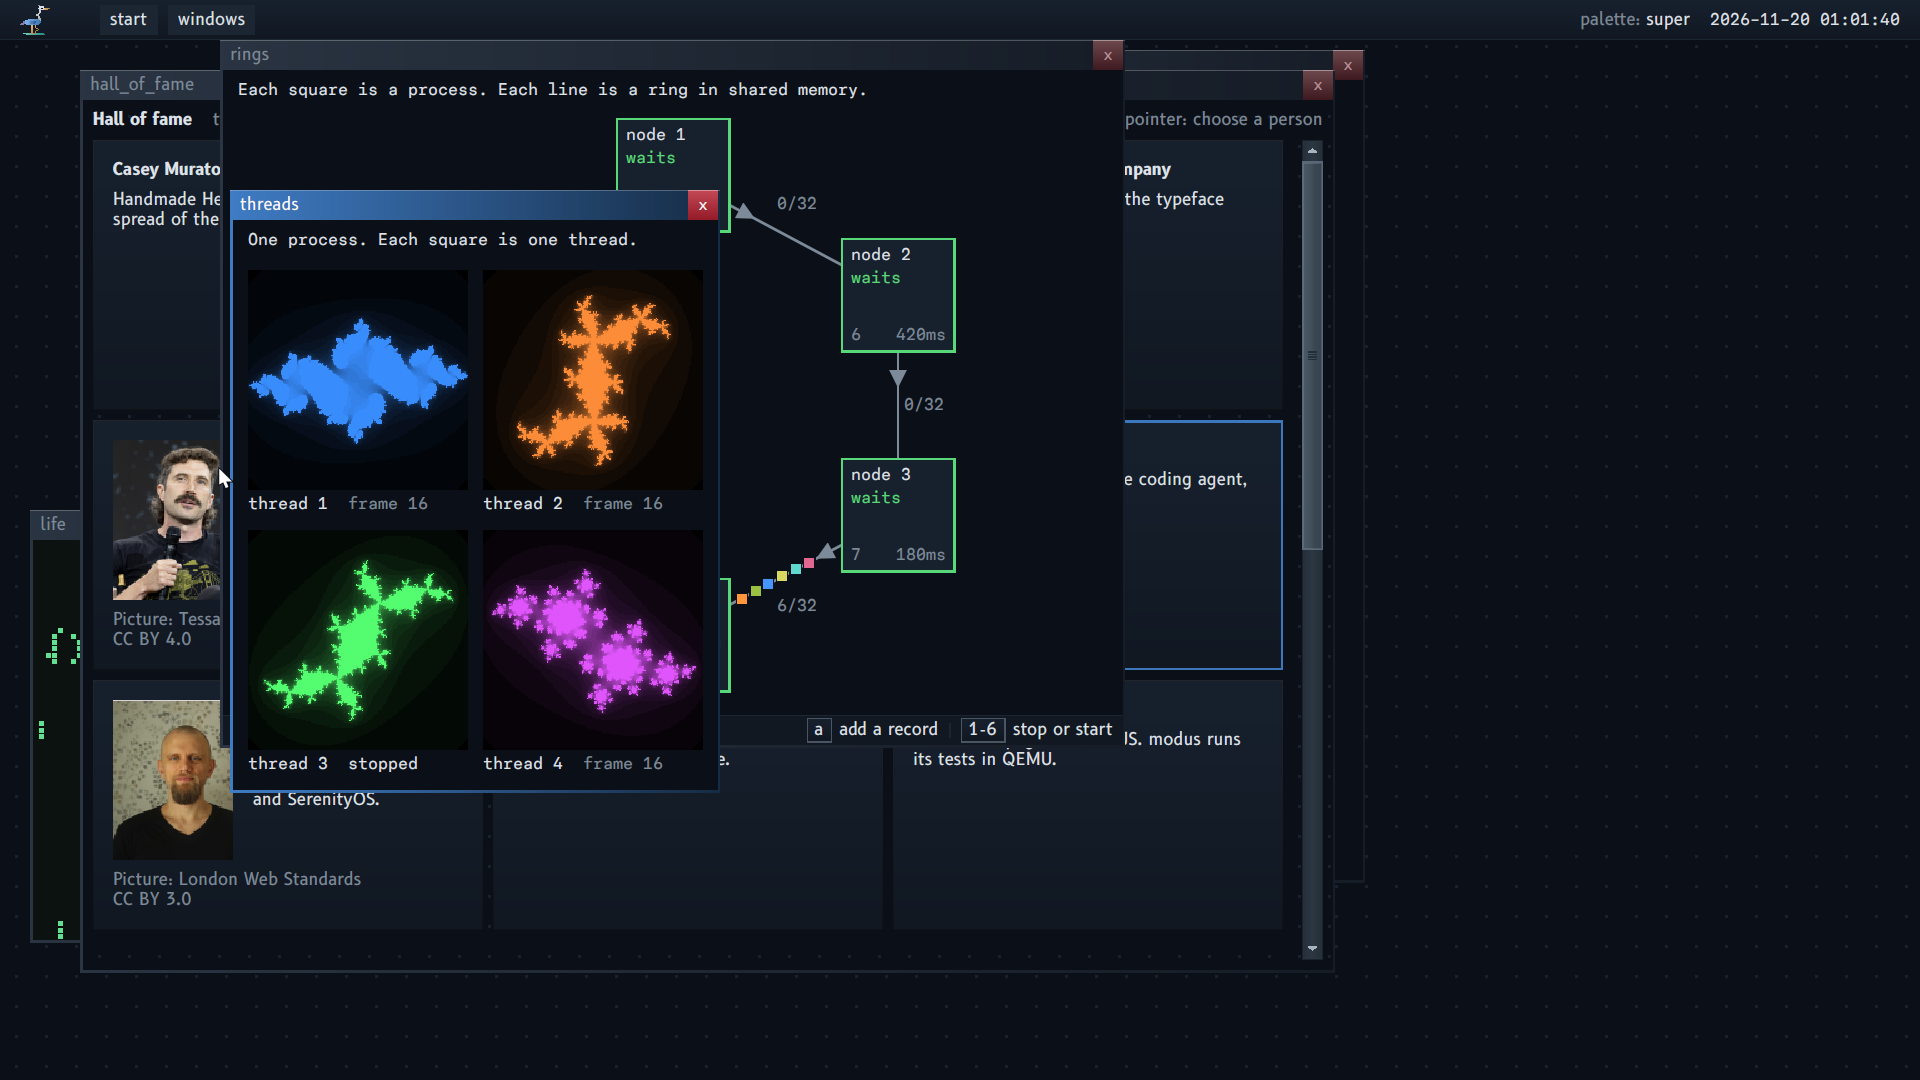 start
windows
palette: super
2026-11-20 01:01:40
rings
x
x
x
hall_of_fame
Each square is a process. Each line is a ring in shared memory.
Hall of fame
pointer: choose a person
node 1
waits
0/32
Casey Murato
Handmade He
spread of the
mpany
the typeface
threads
x
One process. Each square is one thread.
node 2
waits
6 420ms
0/32
thread 1 frame 16
thread 2 frame 16
node 3
waits
7 180ms
6/32
e coding agent,
life
Picture: Tessa
CC BY 4.0
thread 3 stopped
thread 4 frame 16
a add a record
1-6 stop or start
JS. modus runs
its tests in QEMU.
e.
and SerenityOS.
Picture: London Web Standards
CC BY 3.0